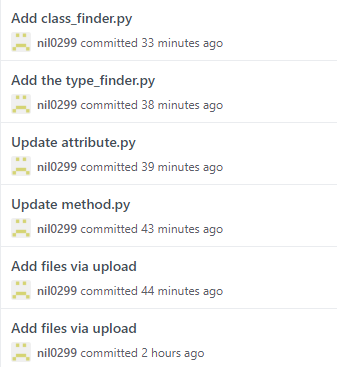 Add class_finder.py
nil0299 committed 33 minutes ago
Add the type_finder.py
nil0299 committed 38 minutes ago
Update attribute.py
nil0299 committed 39 minutes ago
Update method.py
nil0299 committed 43 minutes ago
Add files via upload
nil0299 committed 44 minutes ago
Add files via upload
nil0299 committed 2 hours ago